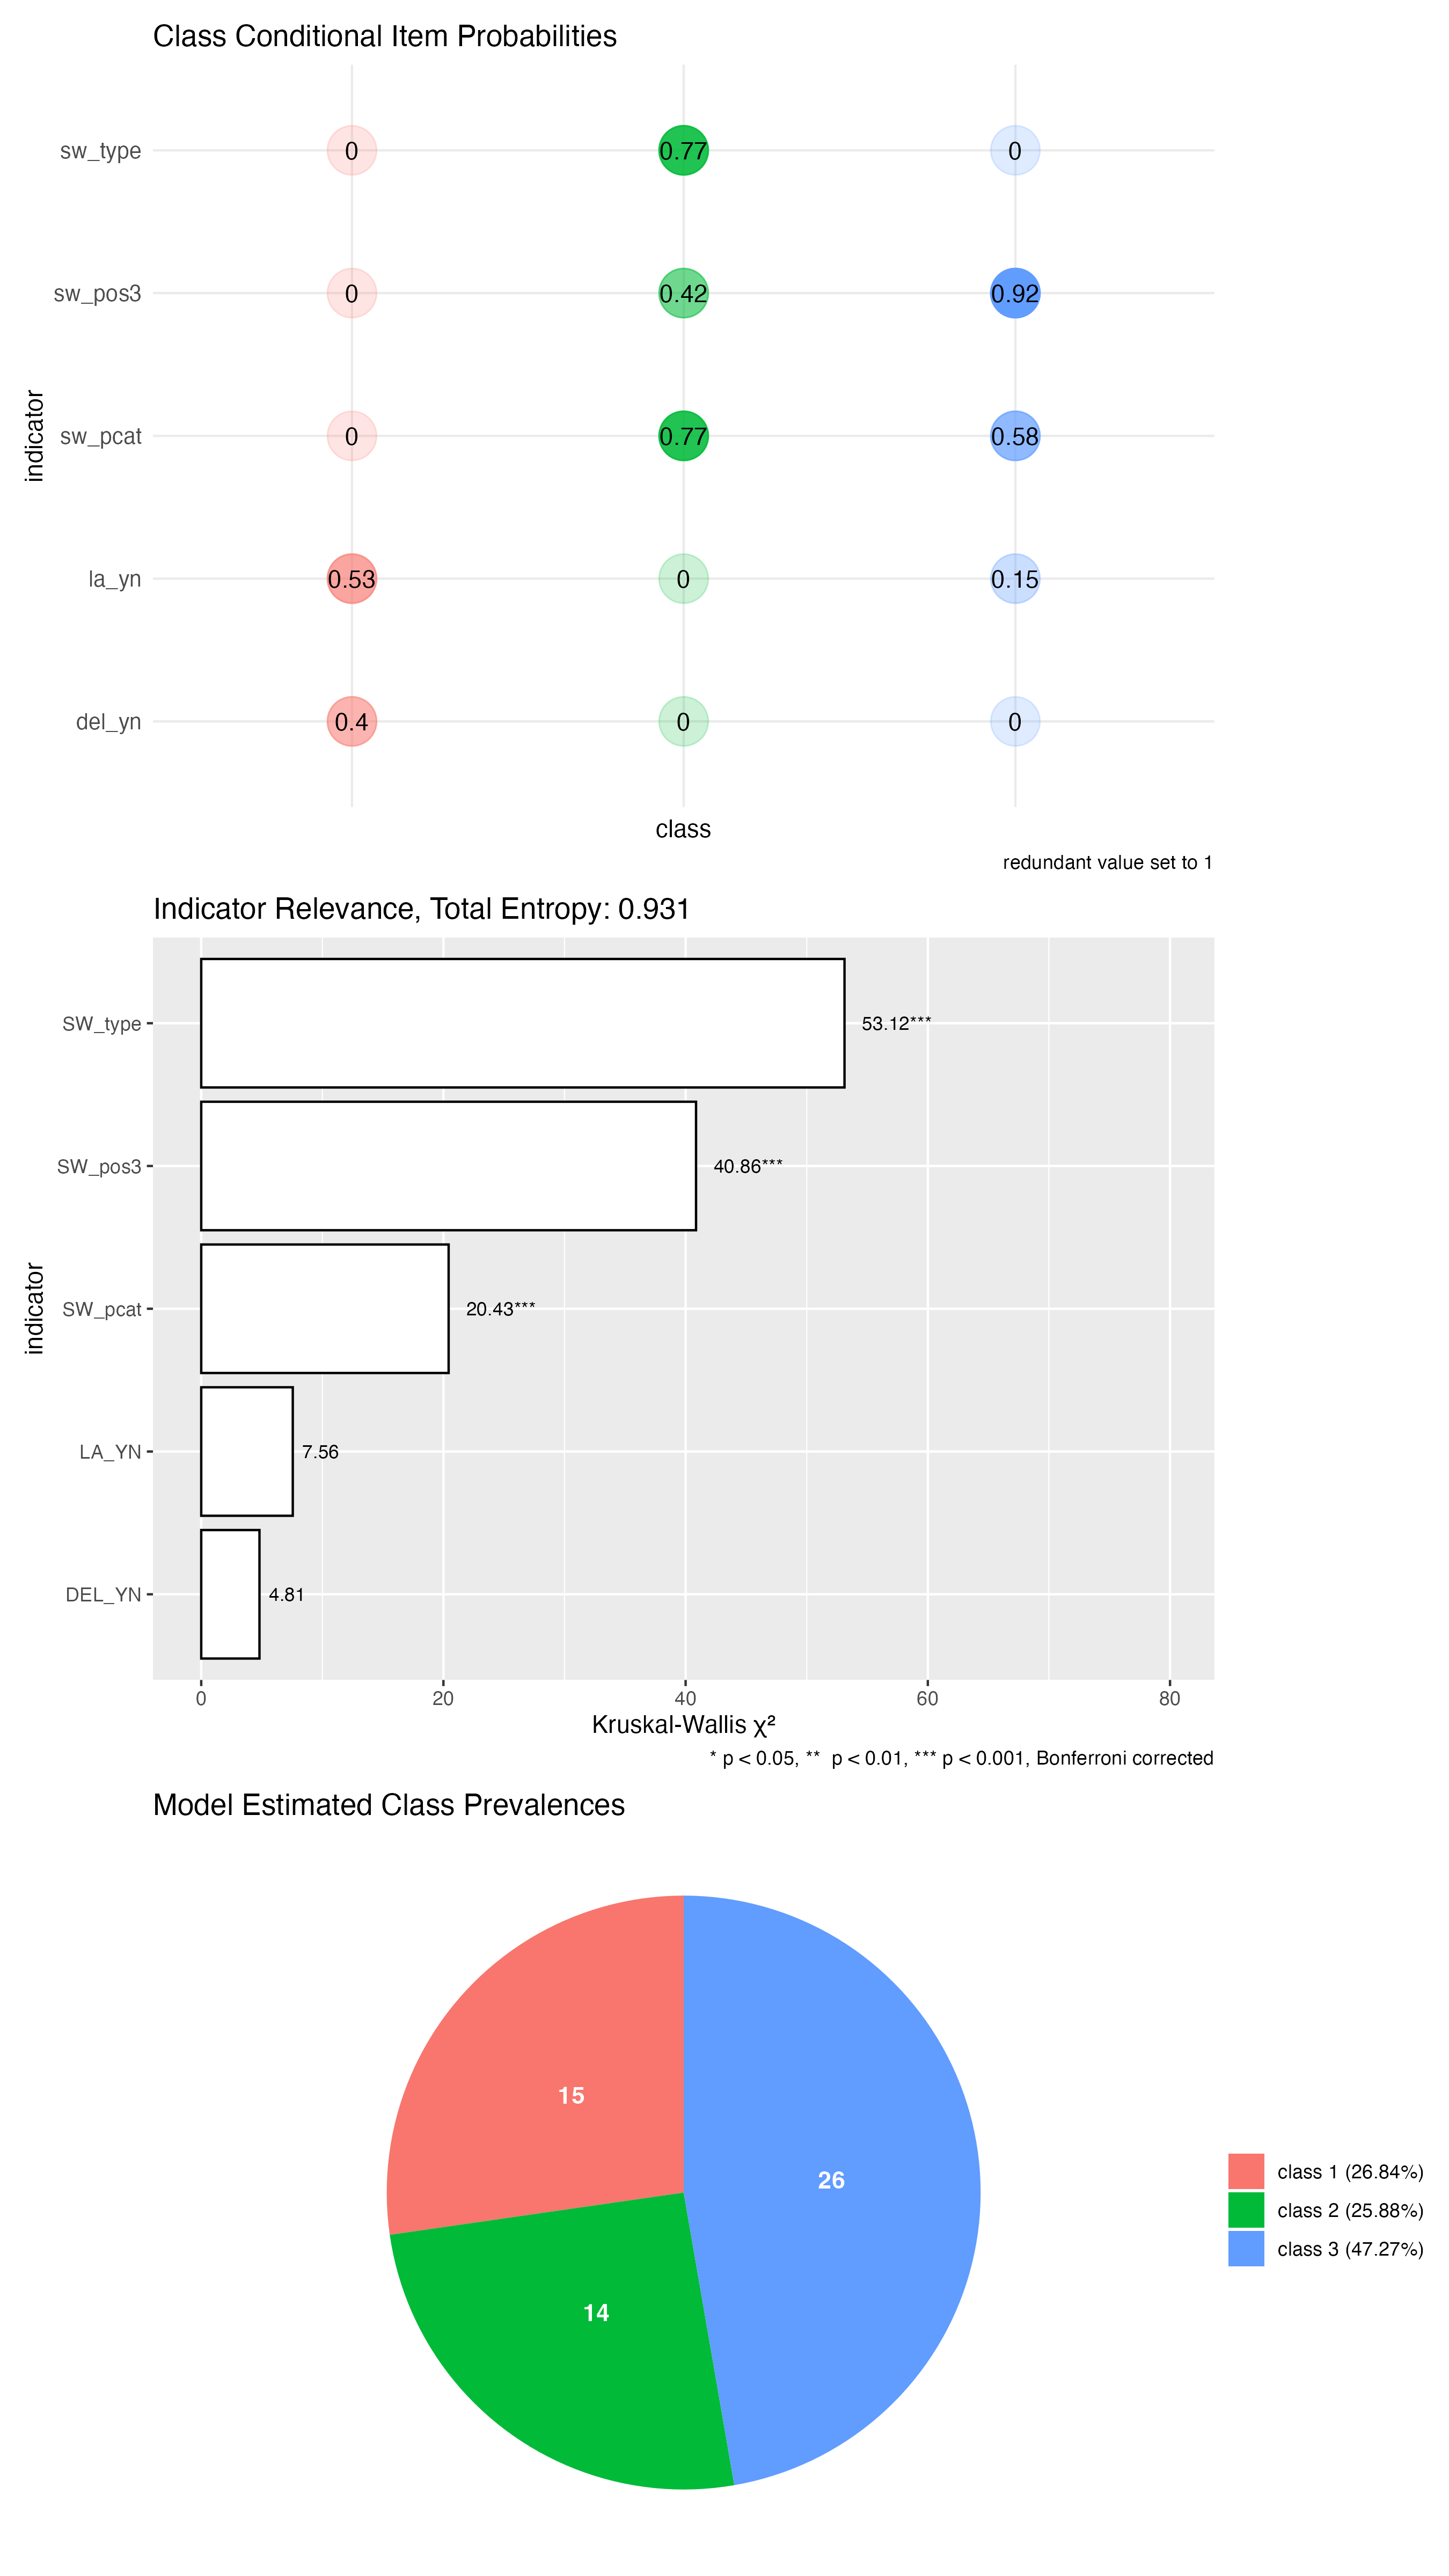 Class Conditional Item Probabilities
sw_type
0 0.77 0
sw_pos3
0 0.42 0.92
indicator
sw_pcat
0 0.77 0.58
la_yn
0.53 0 0.15
del_yn
0.4 0 0
class
redundant value set to 1
Indicator Relevance, Total Entropy: 0.931
SW_type
53.12***
SW_pos3
40.86***
indicator
SW_pcat
20.43***
LA_YN
7.56
DEL_YN
4.81
0 20 40 60 80
Kruskal-Wallis χ²
* p < 0.05, ** p < 0.01, *** p < 0.001, Bonferroni corrected
Model Estimated Class Prevalences
15
26
14
class 1 (26.84%)
class 2 (25.88%)
class 3 (47.27%)